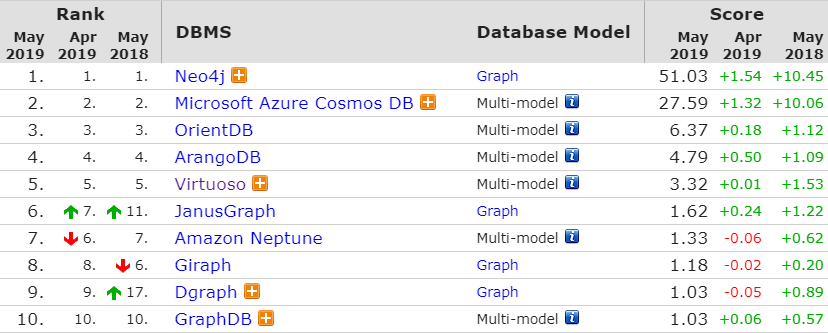 Rank Score
May Apr May DBMS Database Model May Apr May
2019 2019 2018 2019 2019 2018
1. 1. 1. Neo4j Graph 51.03 +1.54 +10.45
2. 2. 2. Microsoft Azure Cosmos DB Multi-model 27.59 +1.32 +10.06
3. 3. 3. OrientDB Multi-model 6.37 +0.18 +1.12
4. 4. 4. ArangoDB Multi-model 4.79 +0.50 +1.09
5. 5. 5. Virtuoso Multi-model 3.32 +0.01 +1.53
6. 7. 11. JanusGraph Graph 1.62 +0.24 +1.22
7. 6. 7. Amazon Neptune Multi-model 1.33 -0.06 +0.62
8. 8. 6. Giraph Graph 1.18 -0.02 +0.20
9. 9. 17. Dgraph Graph 1.03 -0.05 +0.89
10. 10. 10. GraphDB Multi-model 1.03 +0.06 +0.57